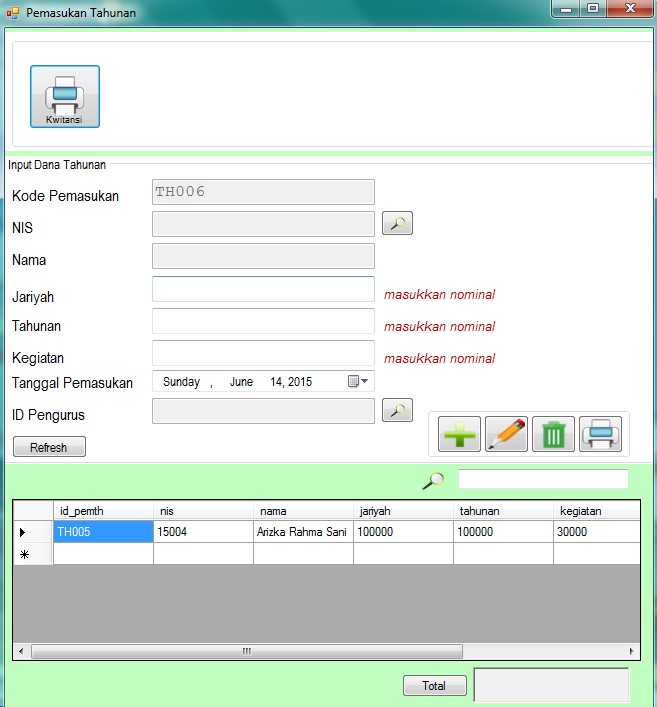 Pemasukan Tahunan
Kwitansi
Input Dana Tahunan
Kode Pemasukan TH006
NIS
Nama
Jariyah masukkan nominal
Tahunan masukkan nominal
Kegiatan masukkan nominal
Tanggal Pemasukan Sunday , June 14, 2015
ID Pengurus
Refresh
id_pemth nis nama jariyah tahunan kegiatan
TH005 15004 Arizka Rahma Sani 100000 100000 30000
Total